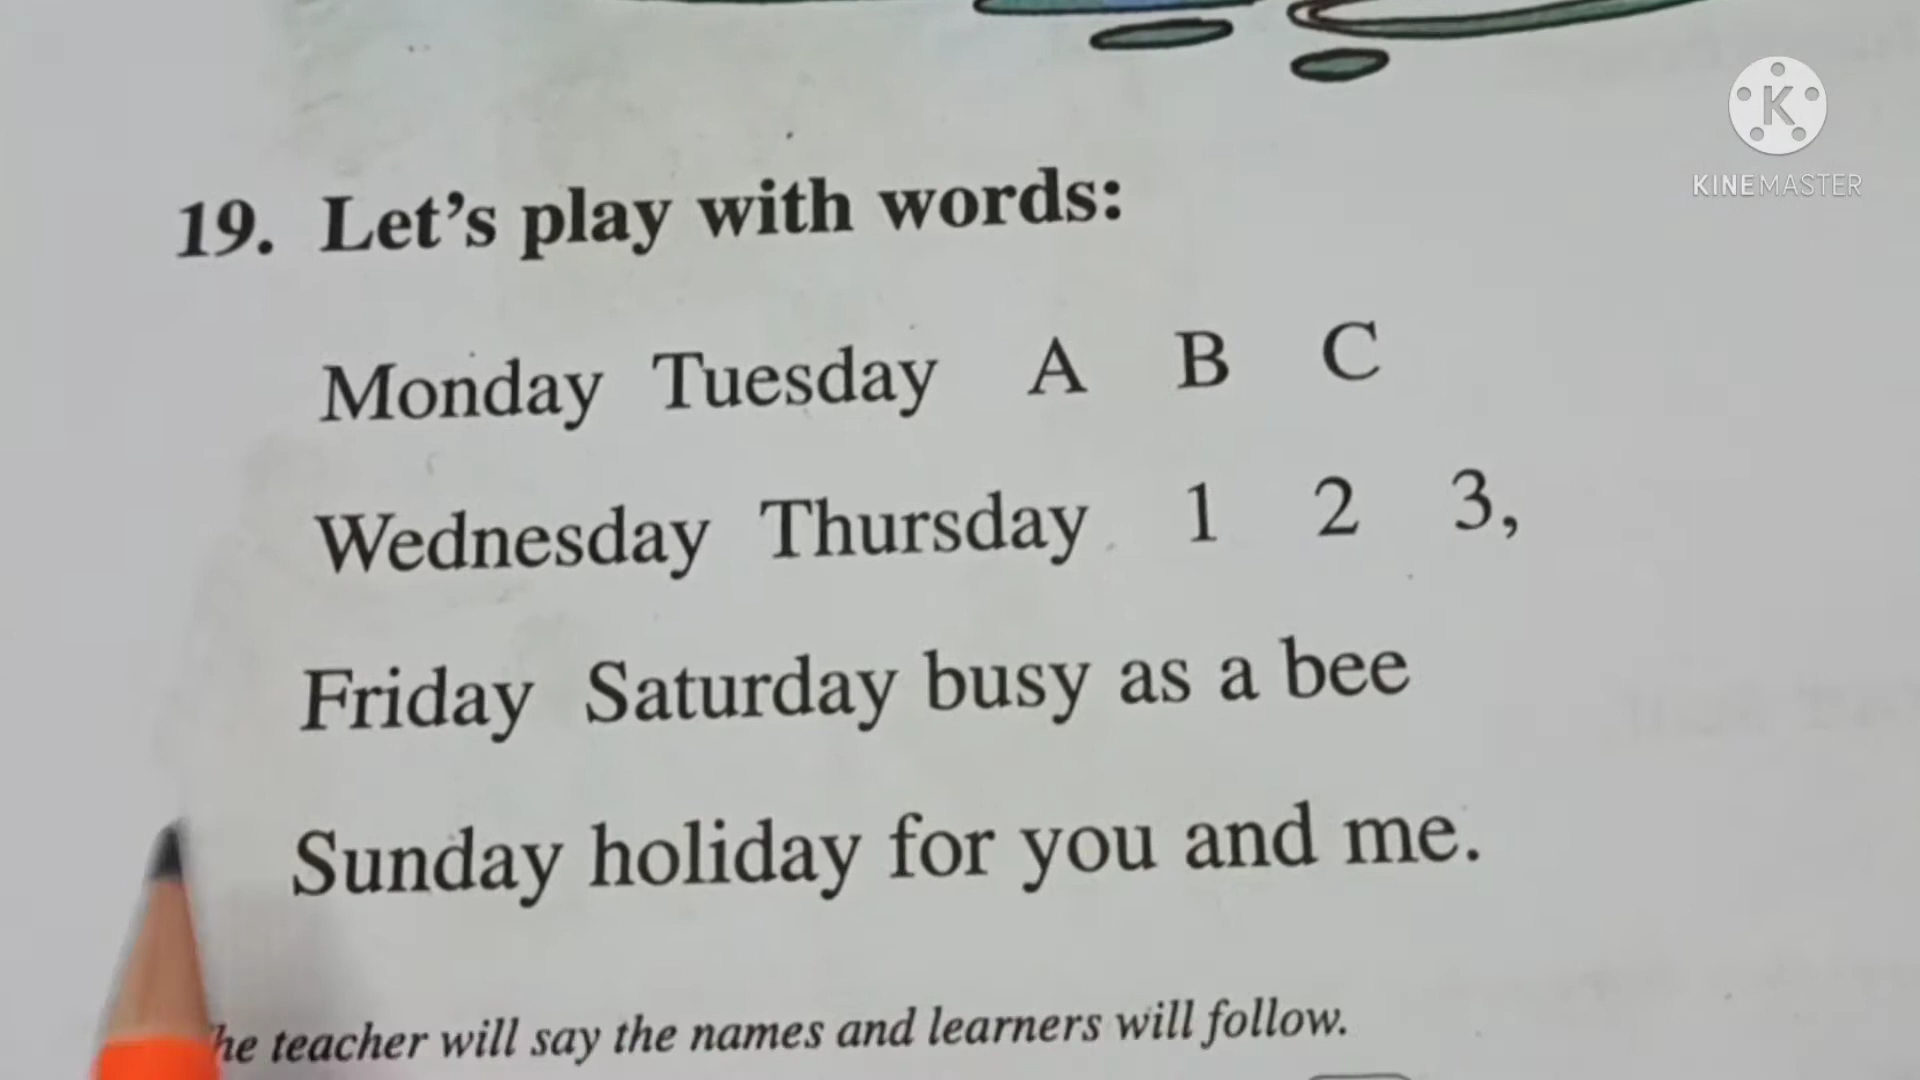 K
KINEMASTER
19. Let's play with words:
Monday Tuesday A B C
Wednesday Thursday 1 2 3,
Friday Saturday busy as a bee
Sunday holiday for you and me.
he teacher will say the names and learners will follow.